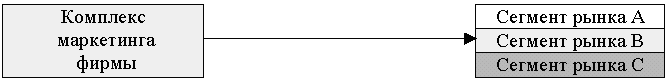 Комплекс
маркетинга
фирмы
Сегмент рынка А
Сегмент рынка В
Сегмент рынка С